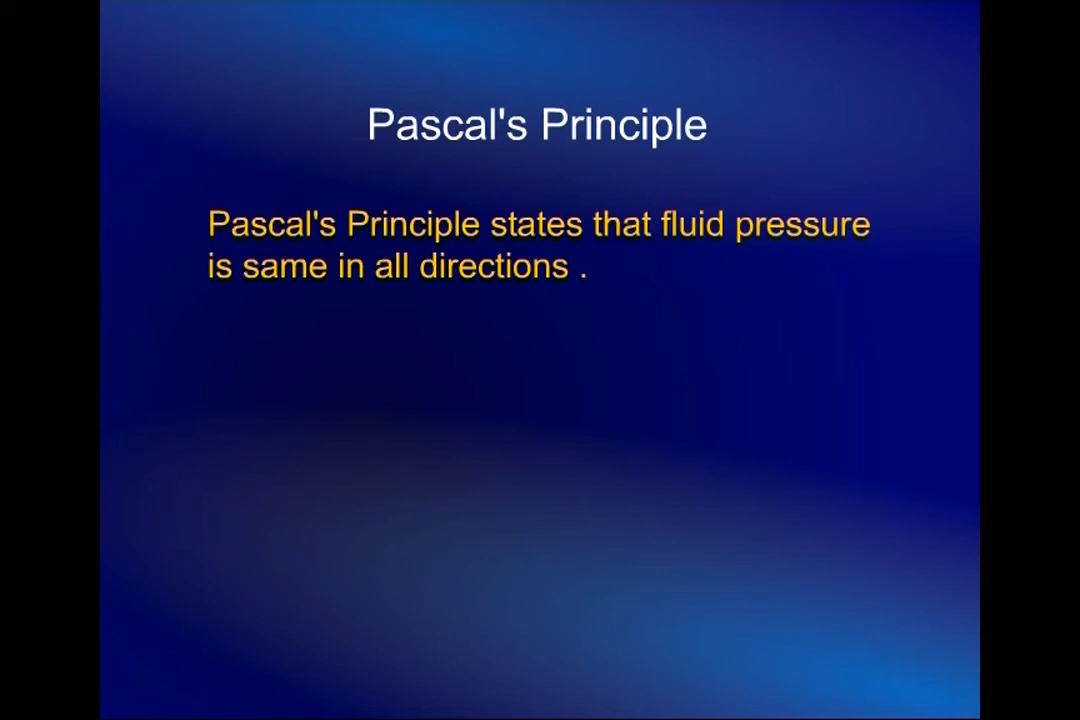 Pascal's Principle
Pascal's Principle states that fluid pressure
is same in all directions .